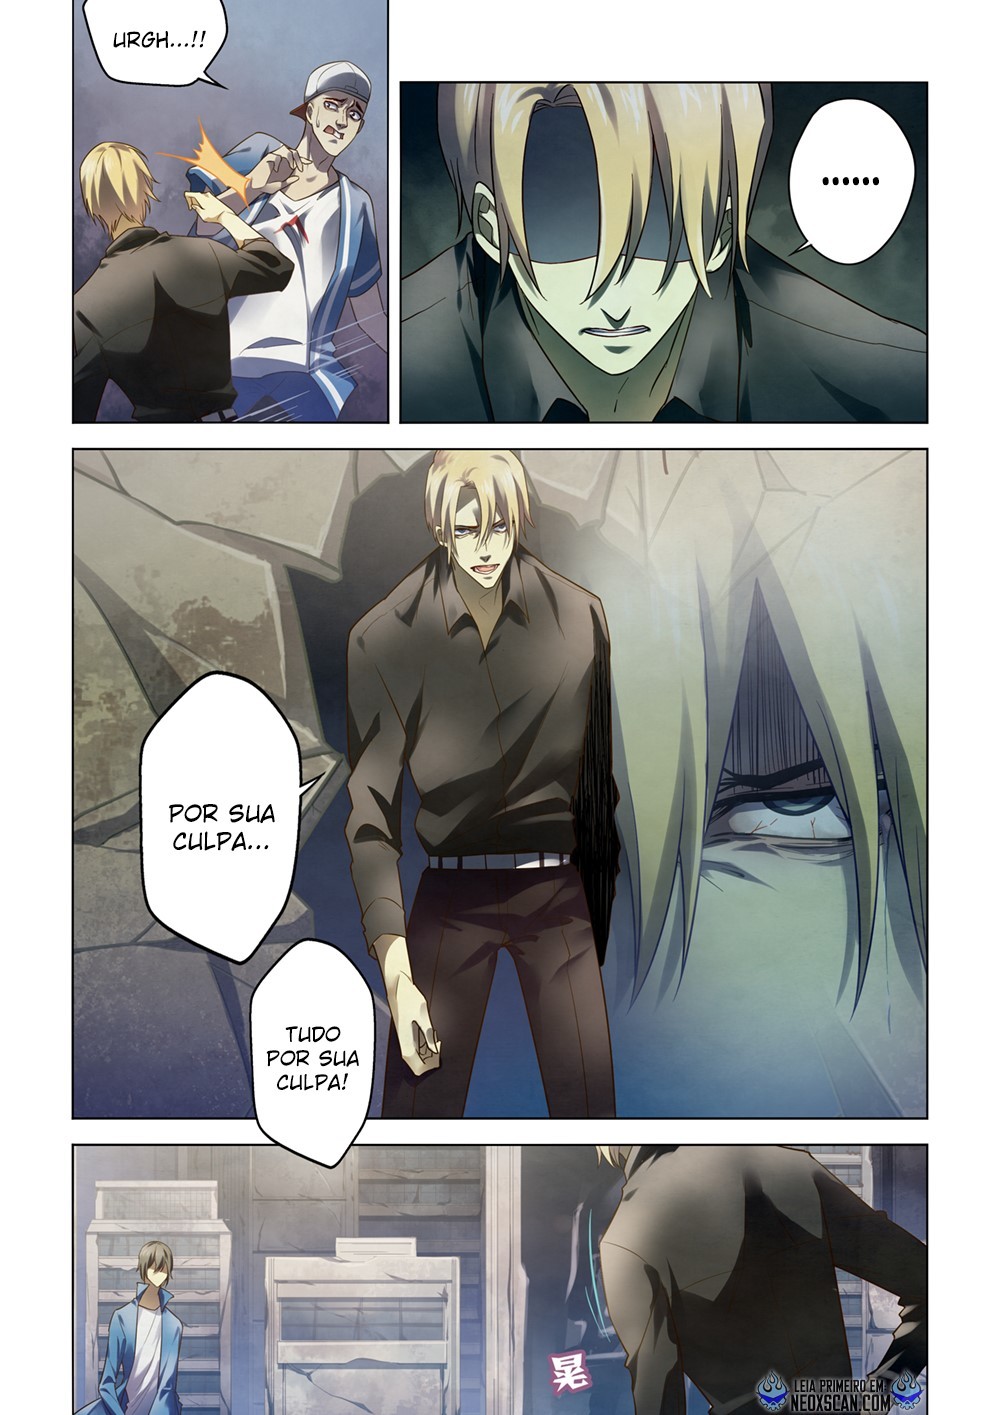 URGH...!!
......
POR SUA
CULPA...
TUDO
POR SUA
CULPA!
晃
LEIA PRIMEIRO EM
NEOXSCAN.COM